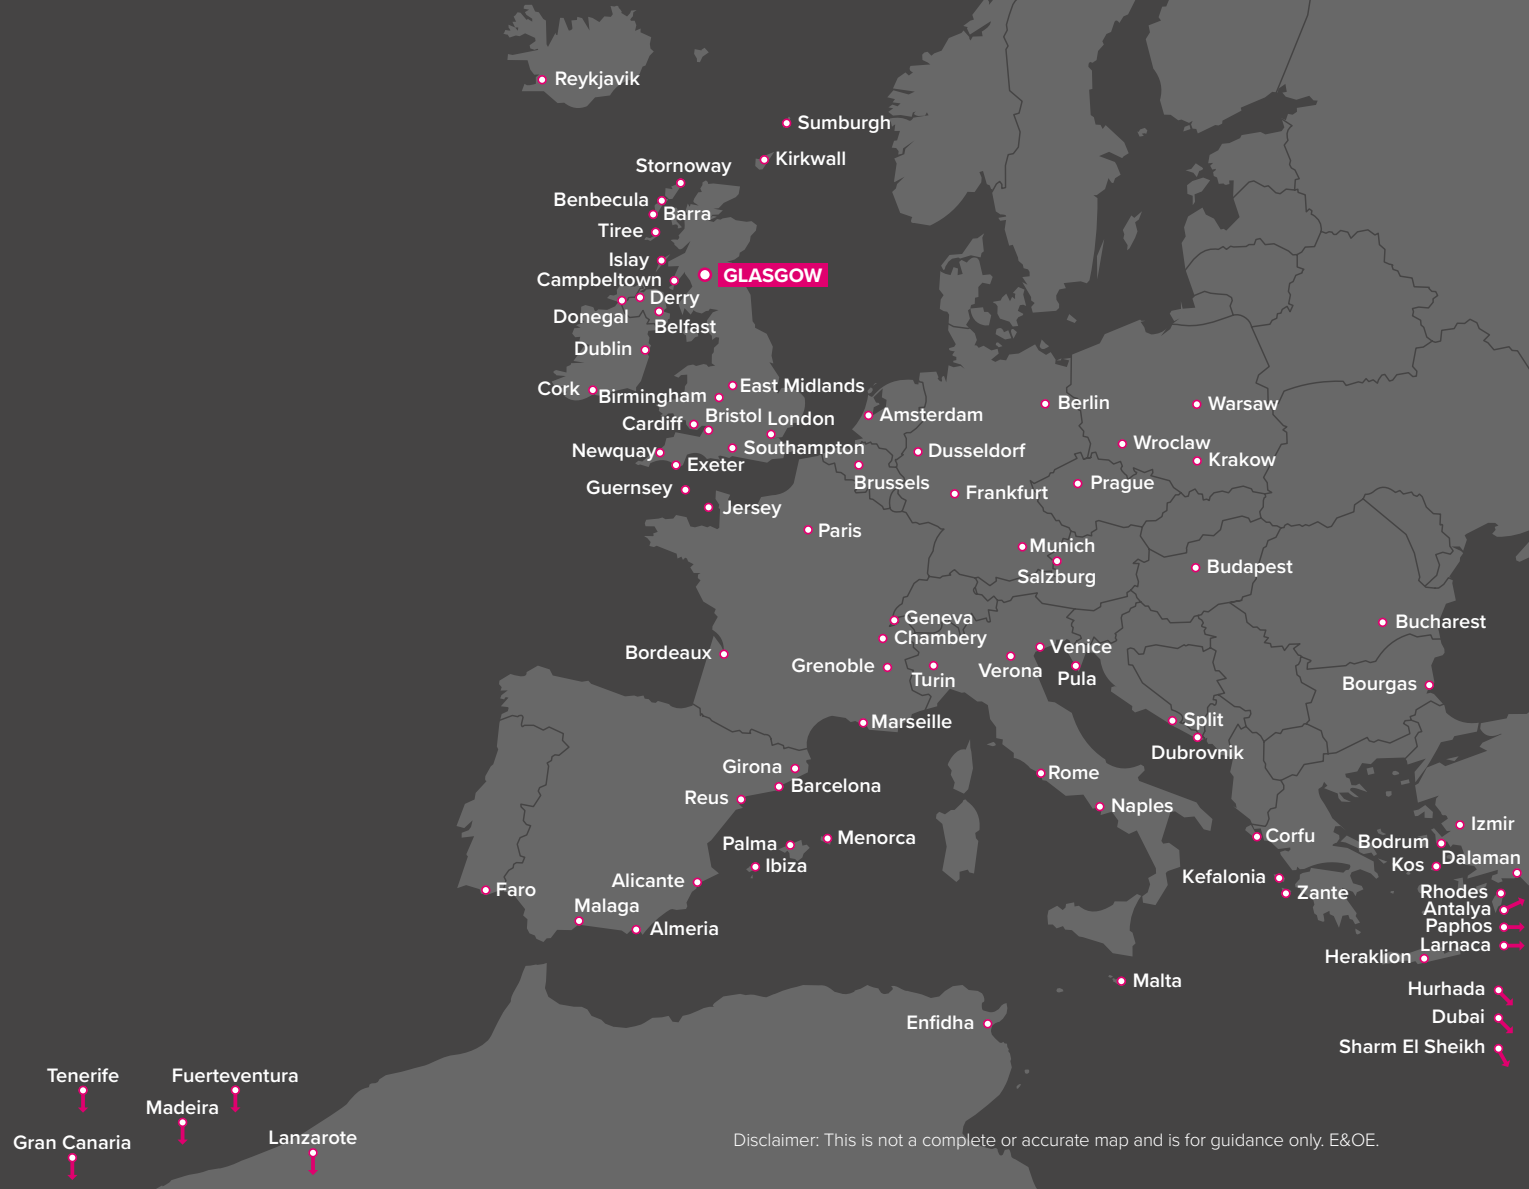 Reykjavik
Sumburgh
Kirkwall
Stornoway
Benbecula
Barra
Tiree
Islay
GLASGOW
Campbeltown
Derry
Donegal
Belfast
Dublin
Cork
East Midlands
Birmingham
Bristol
London
Cardiff
Newquay
Southampton
Exeter
Guernsey
Jersey
Amsterdam
Berlin
Warsaw
Dusseldorf
Wroclaw
Krakow
Brussels
Frankfurt
Prague
Paris
Munich
Salzburg
Budapest
Geneva
Chambery
Bucharest
Bordeaux
Grenoble
Turin
Verona
Venice
Pula
Bourgas
Marseille
Split
Dubrovnik
Girona
Barcelona
Reus
Rome
Naples
Palma
Menorca
Ibiza
Corfu
Izmir
Bodrum
Dalaman
Kos
Alicante
Faro
Malaga
Almeria
Kefalonia
Zante
Rhodes
Antalya
Paphos
Larnaca
Heraklion
Malta
Hurhada
Dubai
Sharm El Sheikh
Enfidha
Tenerife
Fuerteventura
Madeira
Gran Canaria
Lanzarote
Disclaimer: This is not a complete or accurate map and is for guidance only. E&OE.